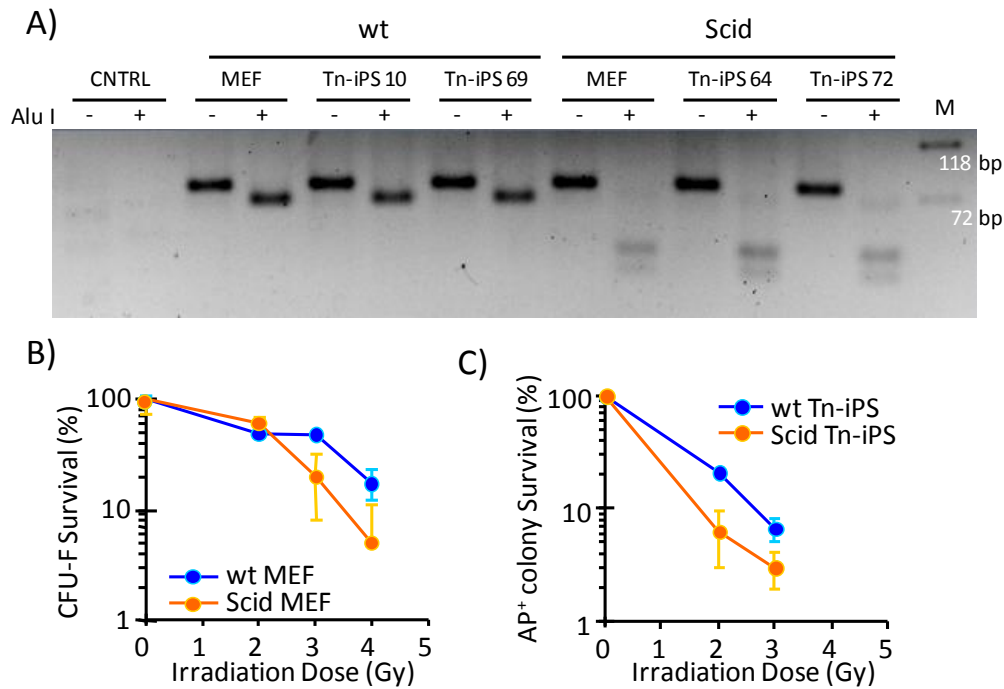 A)
wt Scid
CNTRL MEF Tn-iPS 10 Tn-iPS 69 MEF Tn-iPS 64 Tn-iPS 72 M
Alu I - + - + - + - + - + - + - +
118 bp
72 bp
B)
CFU-F Survival (%)
100
10
1
wt MEF
Scid MEF
0 1 2 3 4 5
Irradiation Dose (Gy)
C)
AP⁺ colony Survival (%)
100
10
1
wt Tn-iPS
Scid Tn-iPS
0 1 2 3 4 5
Irradiation Dose (Gy)